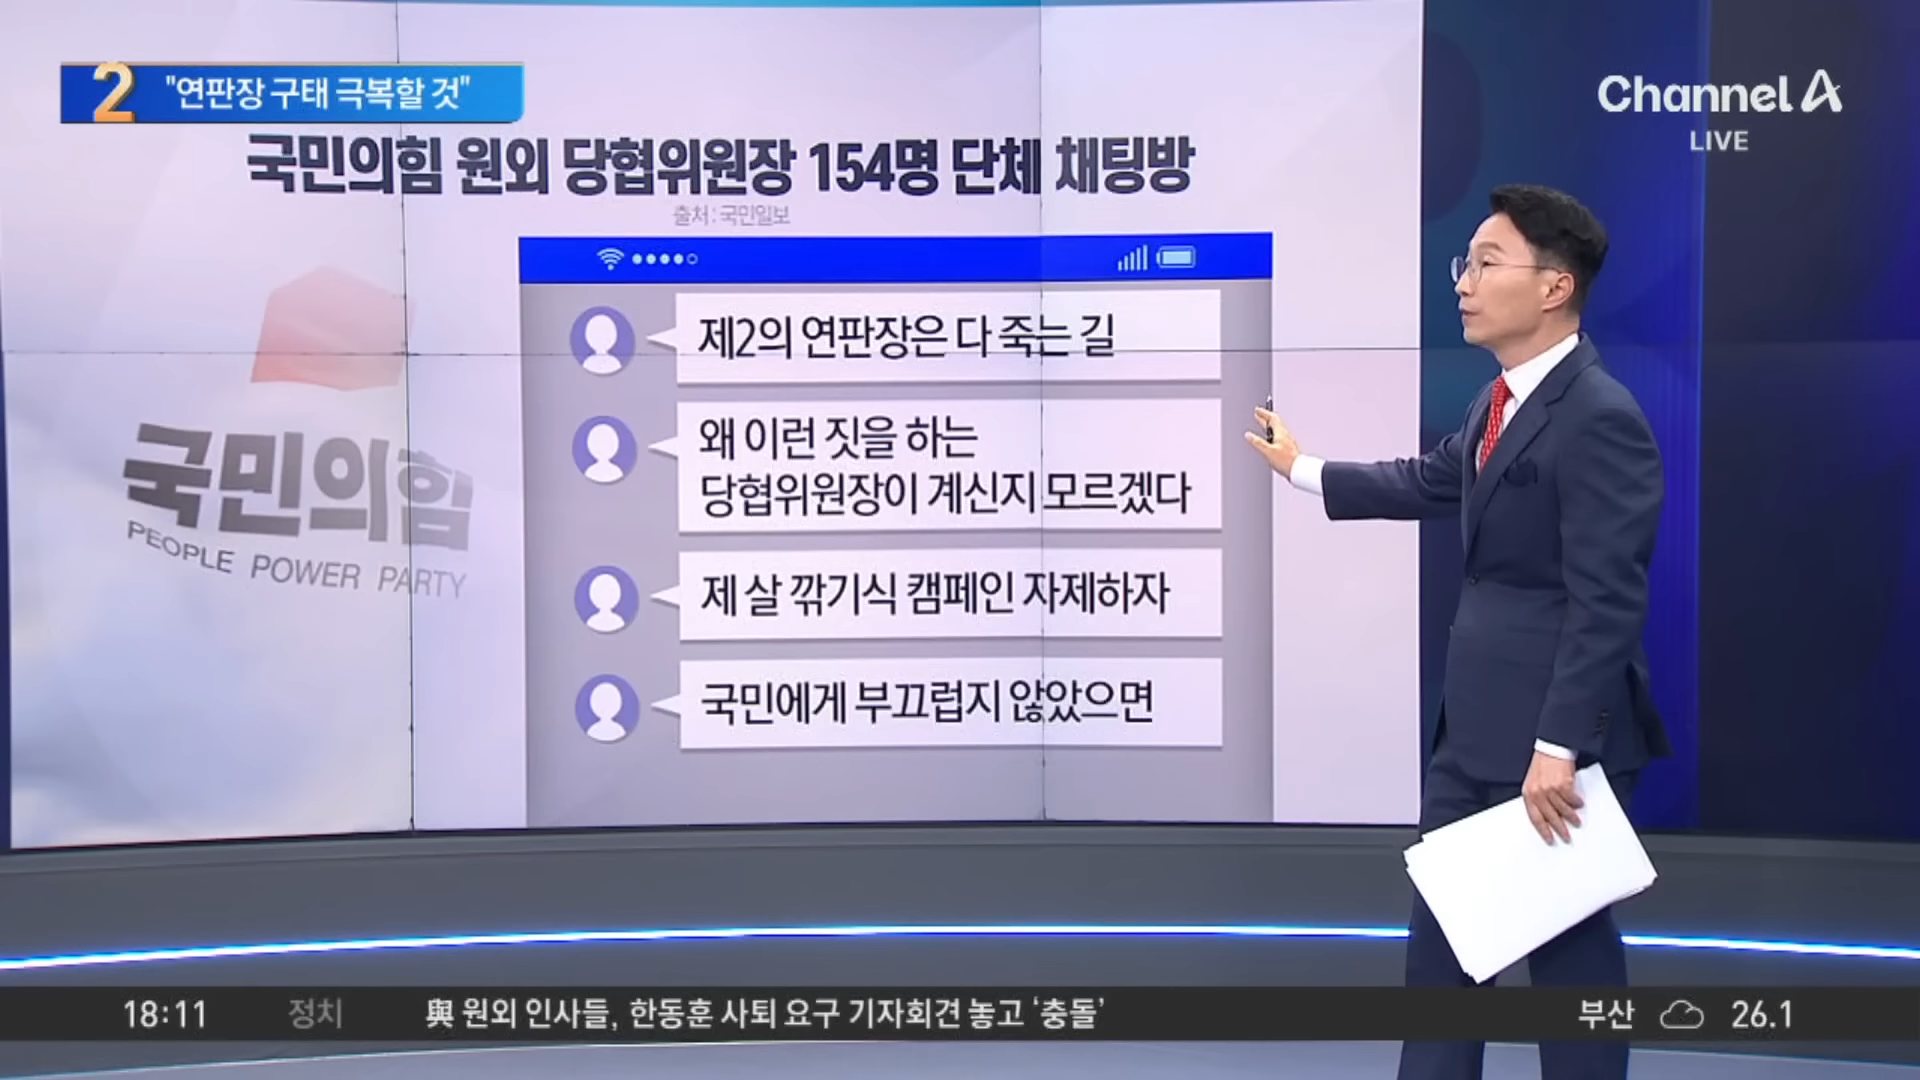 2 "연판장 구태 극복할 것"
Channel A
LIVE
국민의힘 원외 당협위원장 154명 단체 채팅방
출처 : 국민일보
제2의 연판장은 다 죽는 길
왜 이런 짓을 하는
당협위원장이 계신지 모르겠다
제 살 깎기식 캠페인 자제하자
국민에게 부끄럽지 않았으면
국민의힘
PEOPLE POWER PARTY
18:11 정치 與 원외 인사들, 한동훈 사퇴 요구 기자회견 놓고 ‘충돌’ 부산 26.1